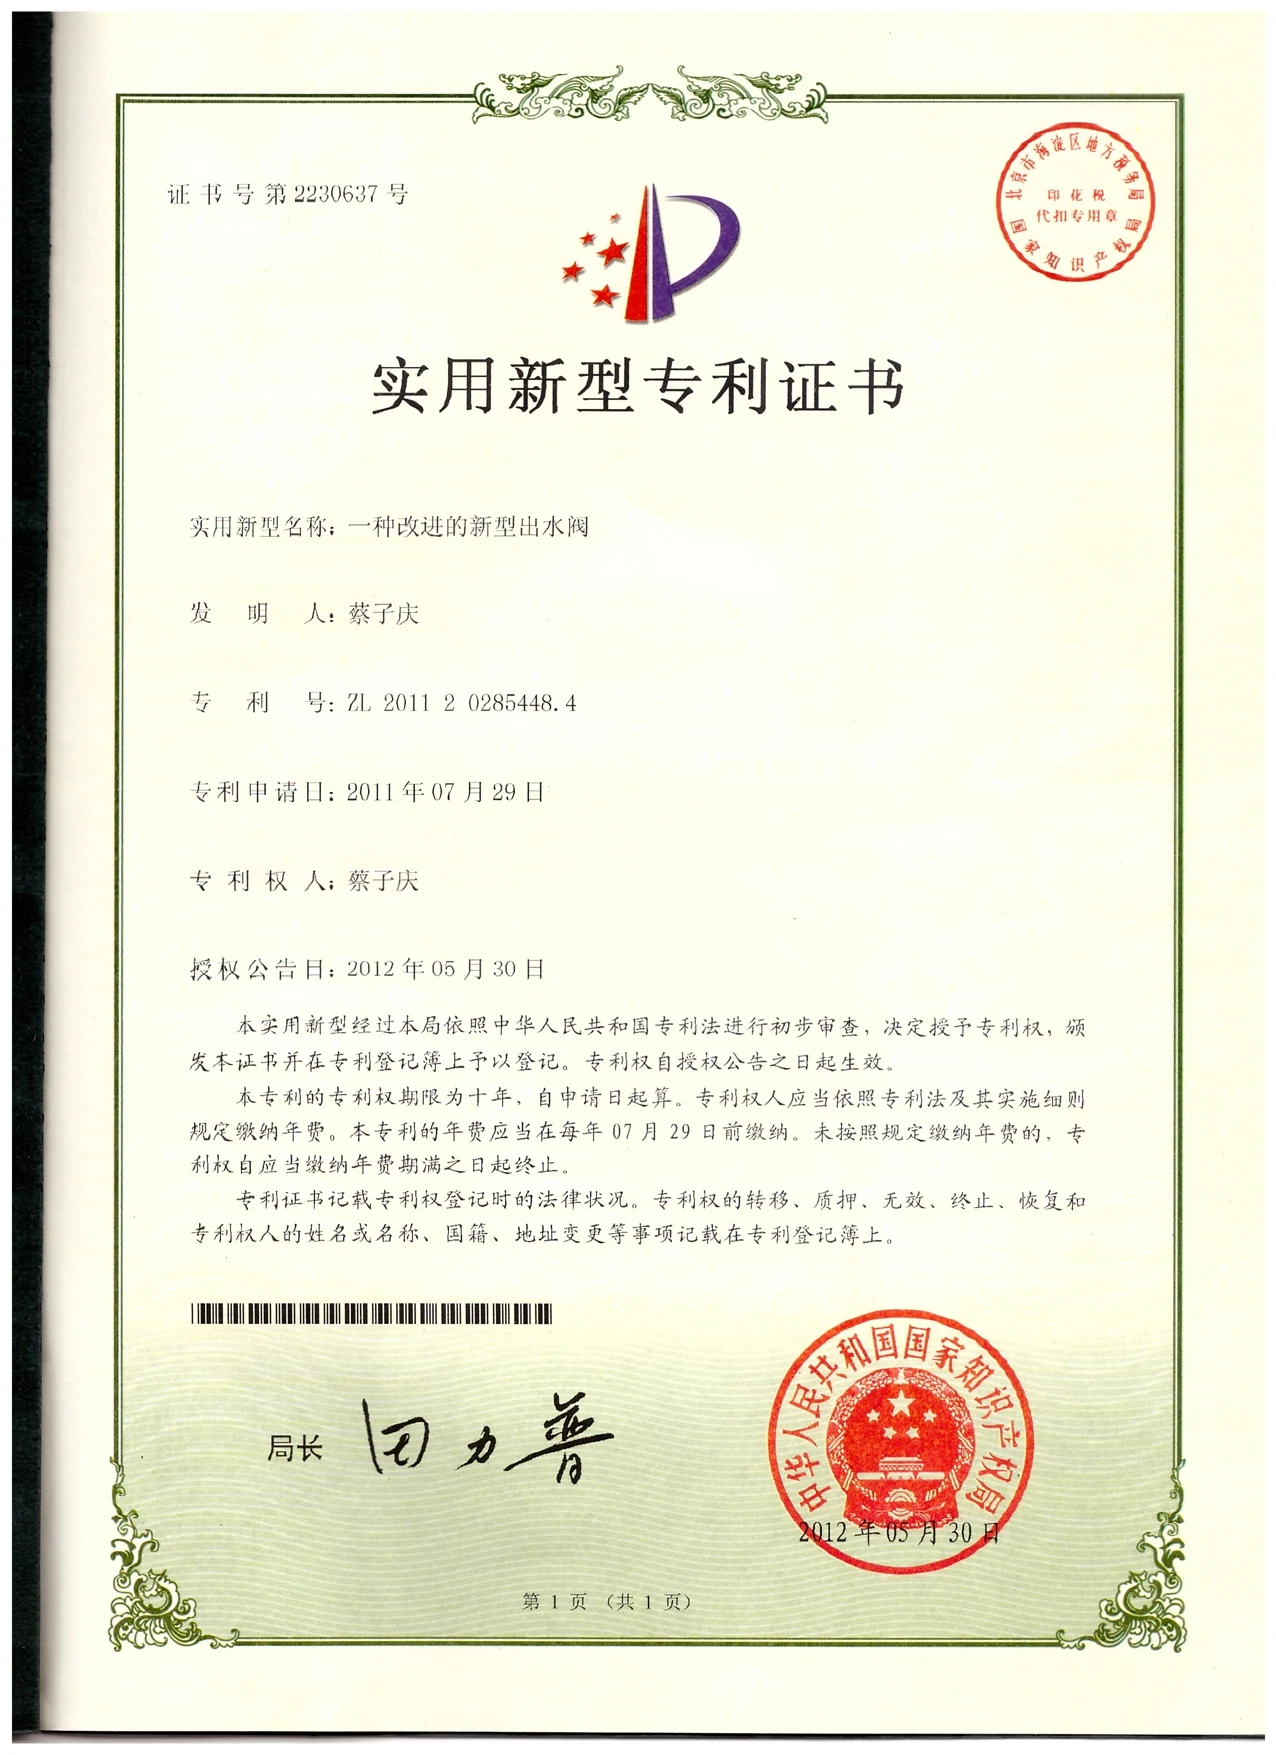 证书号第2230637号
北京市海淀区地方税务局
印花税
代扣专用章
国家知识产权局
实用新型专利证书
实用新型名称：一种改进的新型出水阀
发明人：蔡子庆
专利号：ZL 2011 2 0285448.4
专利申请日：2011年07月29日
专利权人：蔡子庆
授权公告日：2012年05月30日
本实用新型经过本局依照中华人民共和国专利法进行初步审查，决定授予专利权，颁
发本证书并在专利登记簿上予以登记。专利权自授权公告之日起生效。
本专利的专利权期限为十年，自申请日起算。专利权人应当依照专利法及其实施细则
规定缴纳年费。本专利的年费应当在每年07月29日前缴纳。未按照规定缴纳年费的，专
利权自应当缴纳年费期满之日起终止。
专利证书记载专利权登记时的法律状况。专利权的转移、质押、无效、终止、恢复和
专利权人的姓名或名称、国籍、地址变更等事项记载在专利登记簿上。
局长 田力普
中华人民共和国国家知识产权局
2012年05月30日
第1页（共1页）